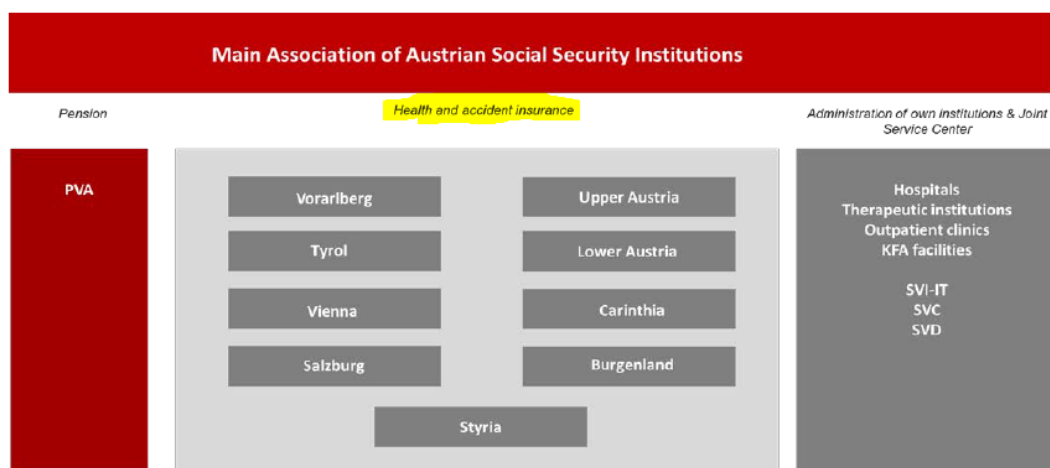 Main Association of Austrian Social Security Institutions
Pension
Health and accident insurance
Administration of own institutions & Joint
Service Center
PVA
Vorarlberg
Upper Austria
Tyrol
Lower Austria
Vienna
Carinthia
Salzburg
Burgenland
Styria
Hospitals
Therapeutic institutions
Outpatient clinics
KFA facilities
SVI-IT
SVC
SVD